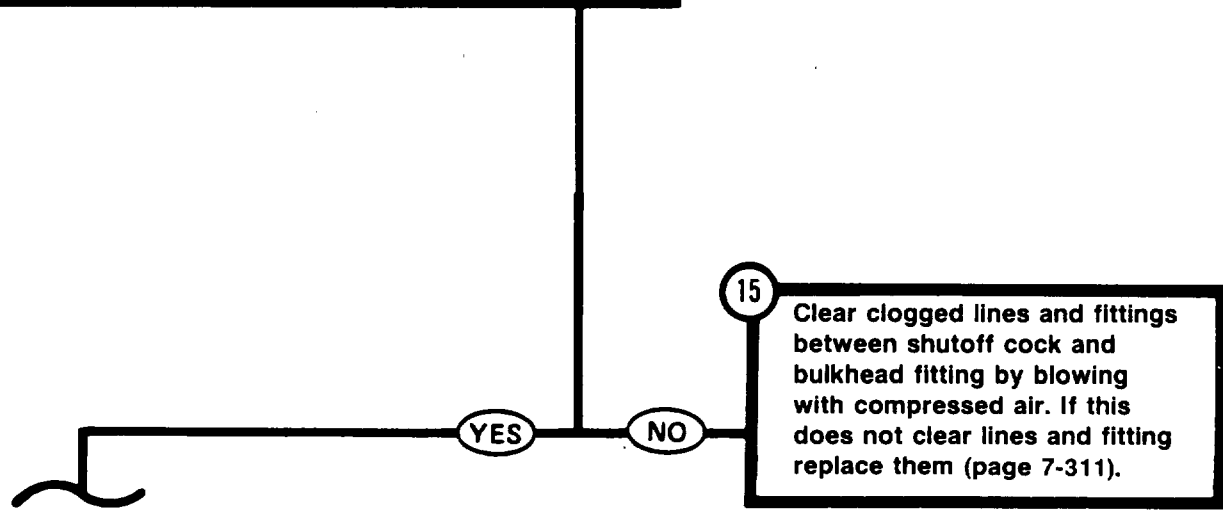 15
Clear clogged lines and fittings
between shutoff cock and
bulkhead fitting by blowing
with compressed air. If this
does not clear lines and fitting
replace them (page 7-311).
YES
NO